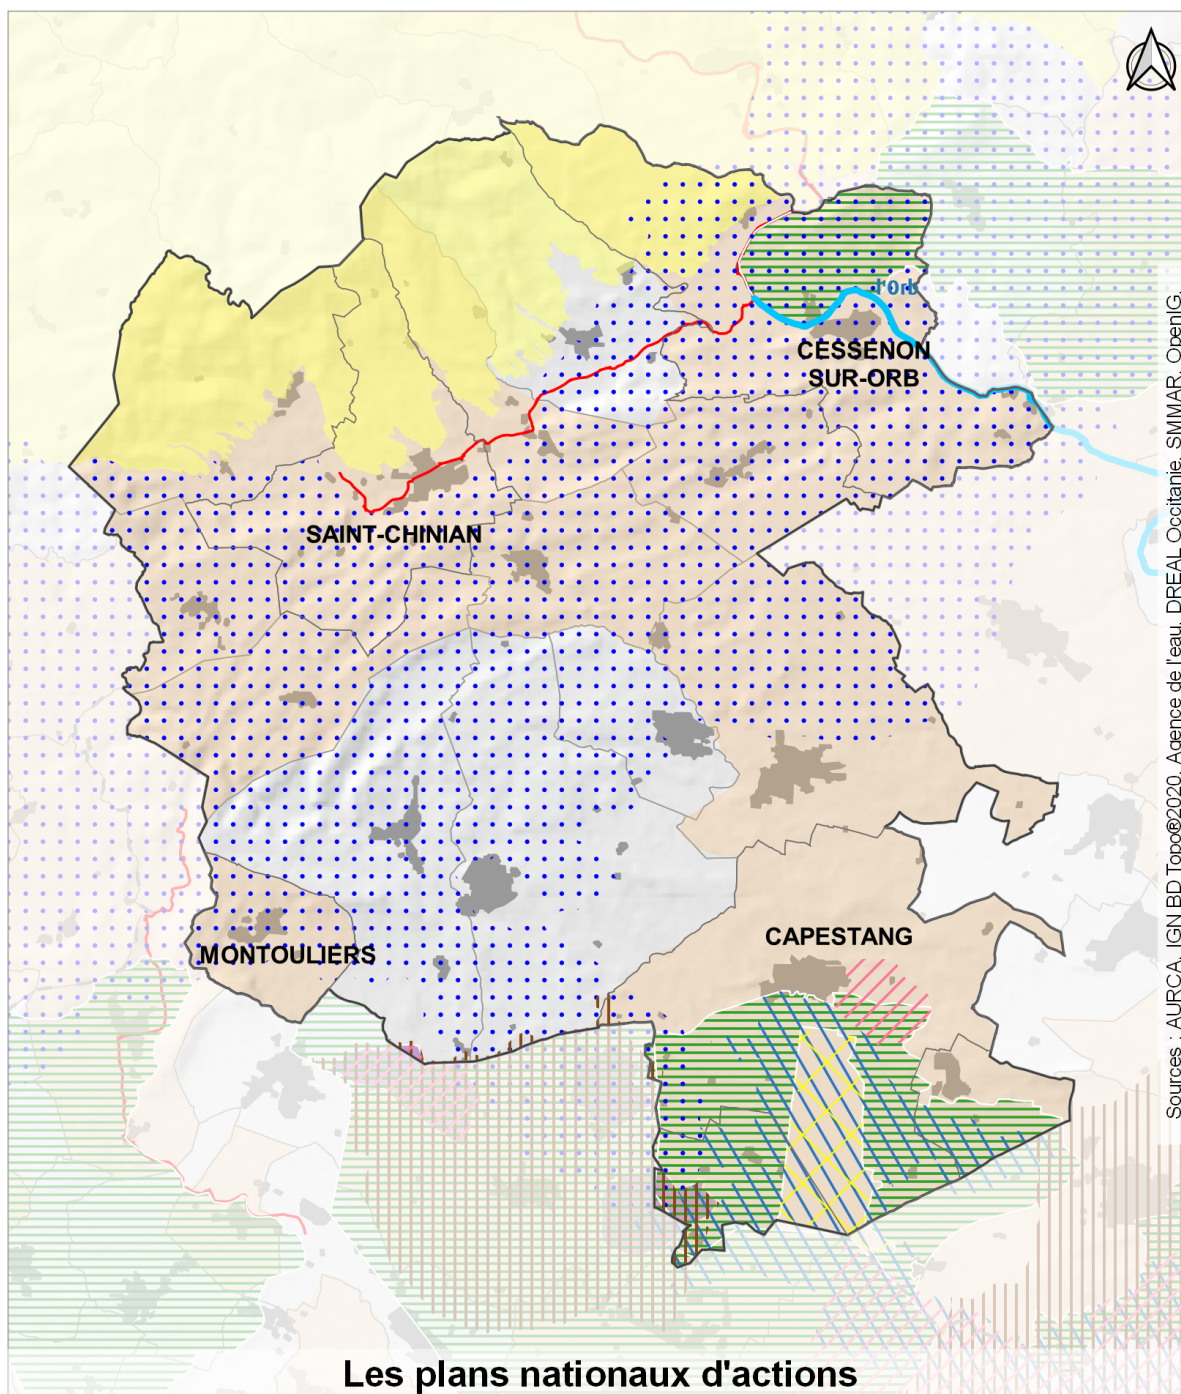 l'Orb
CESSENON
SUR-ORB
SAINT-CHINIAN
MONTOULIERS
CAPESTANG
Sources : AURCA, IGN BD Topo®2020, Agence de l'eau, DREAL Occitanie, SMMAR, OpenIG.
Les plans nationaux d'actions